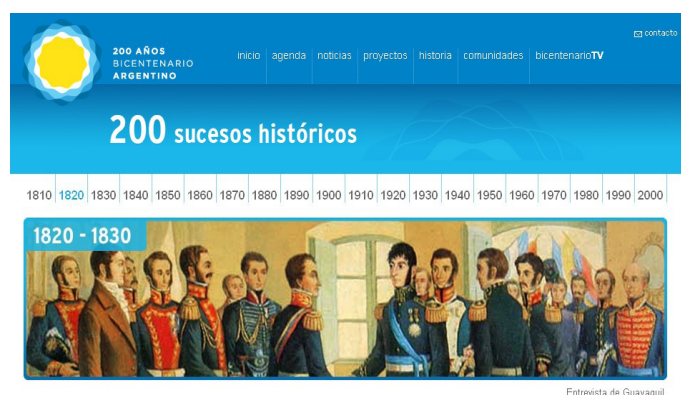 contacto
200 AÑOS
BICENTENARIO
ARGENTINO
inicio agenda noticias proyectos historia comunidades bicentenarioTV
200 sucesos históricos
1810 1820 1830 1840 1850 1860 1870 1880 1890 1900 1910 1920 1930 1940 1950 1960 1970 1980 1990 2000
1820 - 1830
Entrevista de Guayaquil